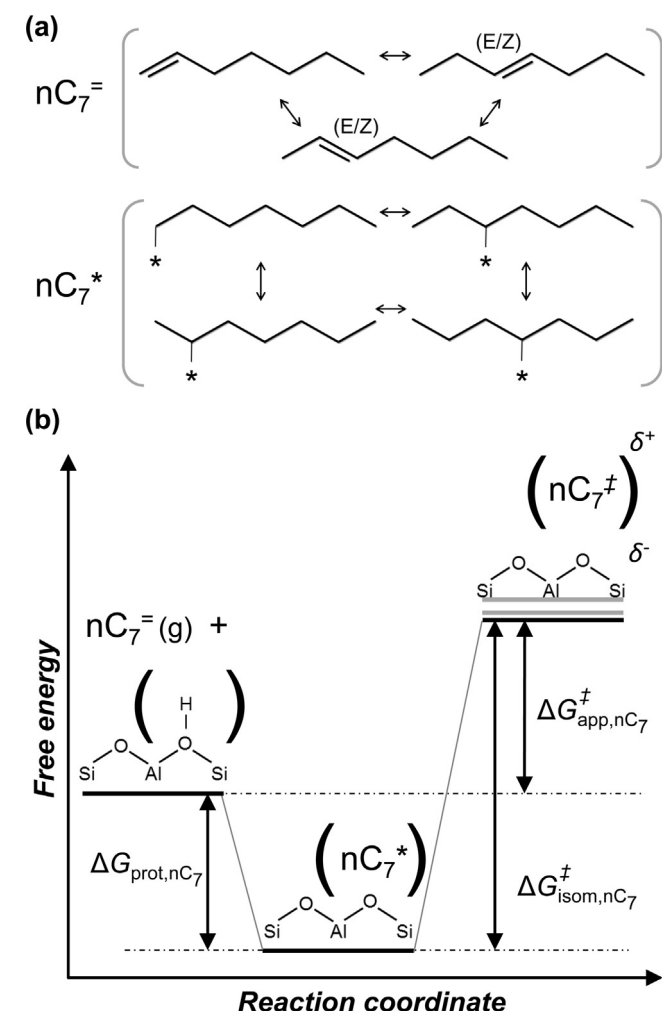 (a)
nC₇⁼
(E/Z)
(E/Z)
nC₇*
*
*
*
*
(b)
Free energy
(nC₇‡)
δ⁺
δ⁻
O O
Si Al Si
nC₇⁼ (g) +
( H )
O O
Si Al Si
ΔG‡app,nC₇
(nC₇*)
ΔGprot,nC₇
O O
Si Al Si
ΔG‡isom,nC₇
Reaction coordinate